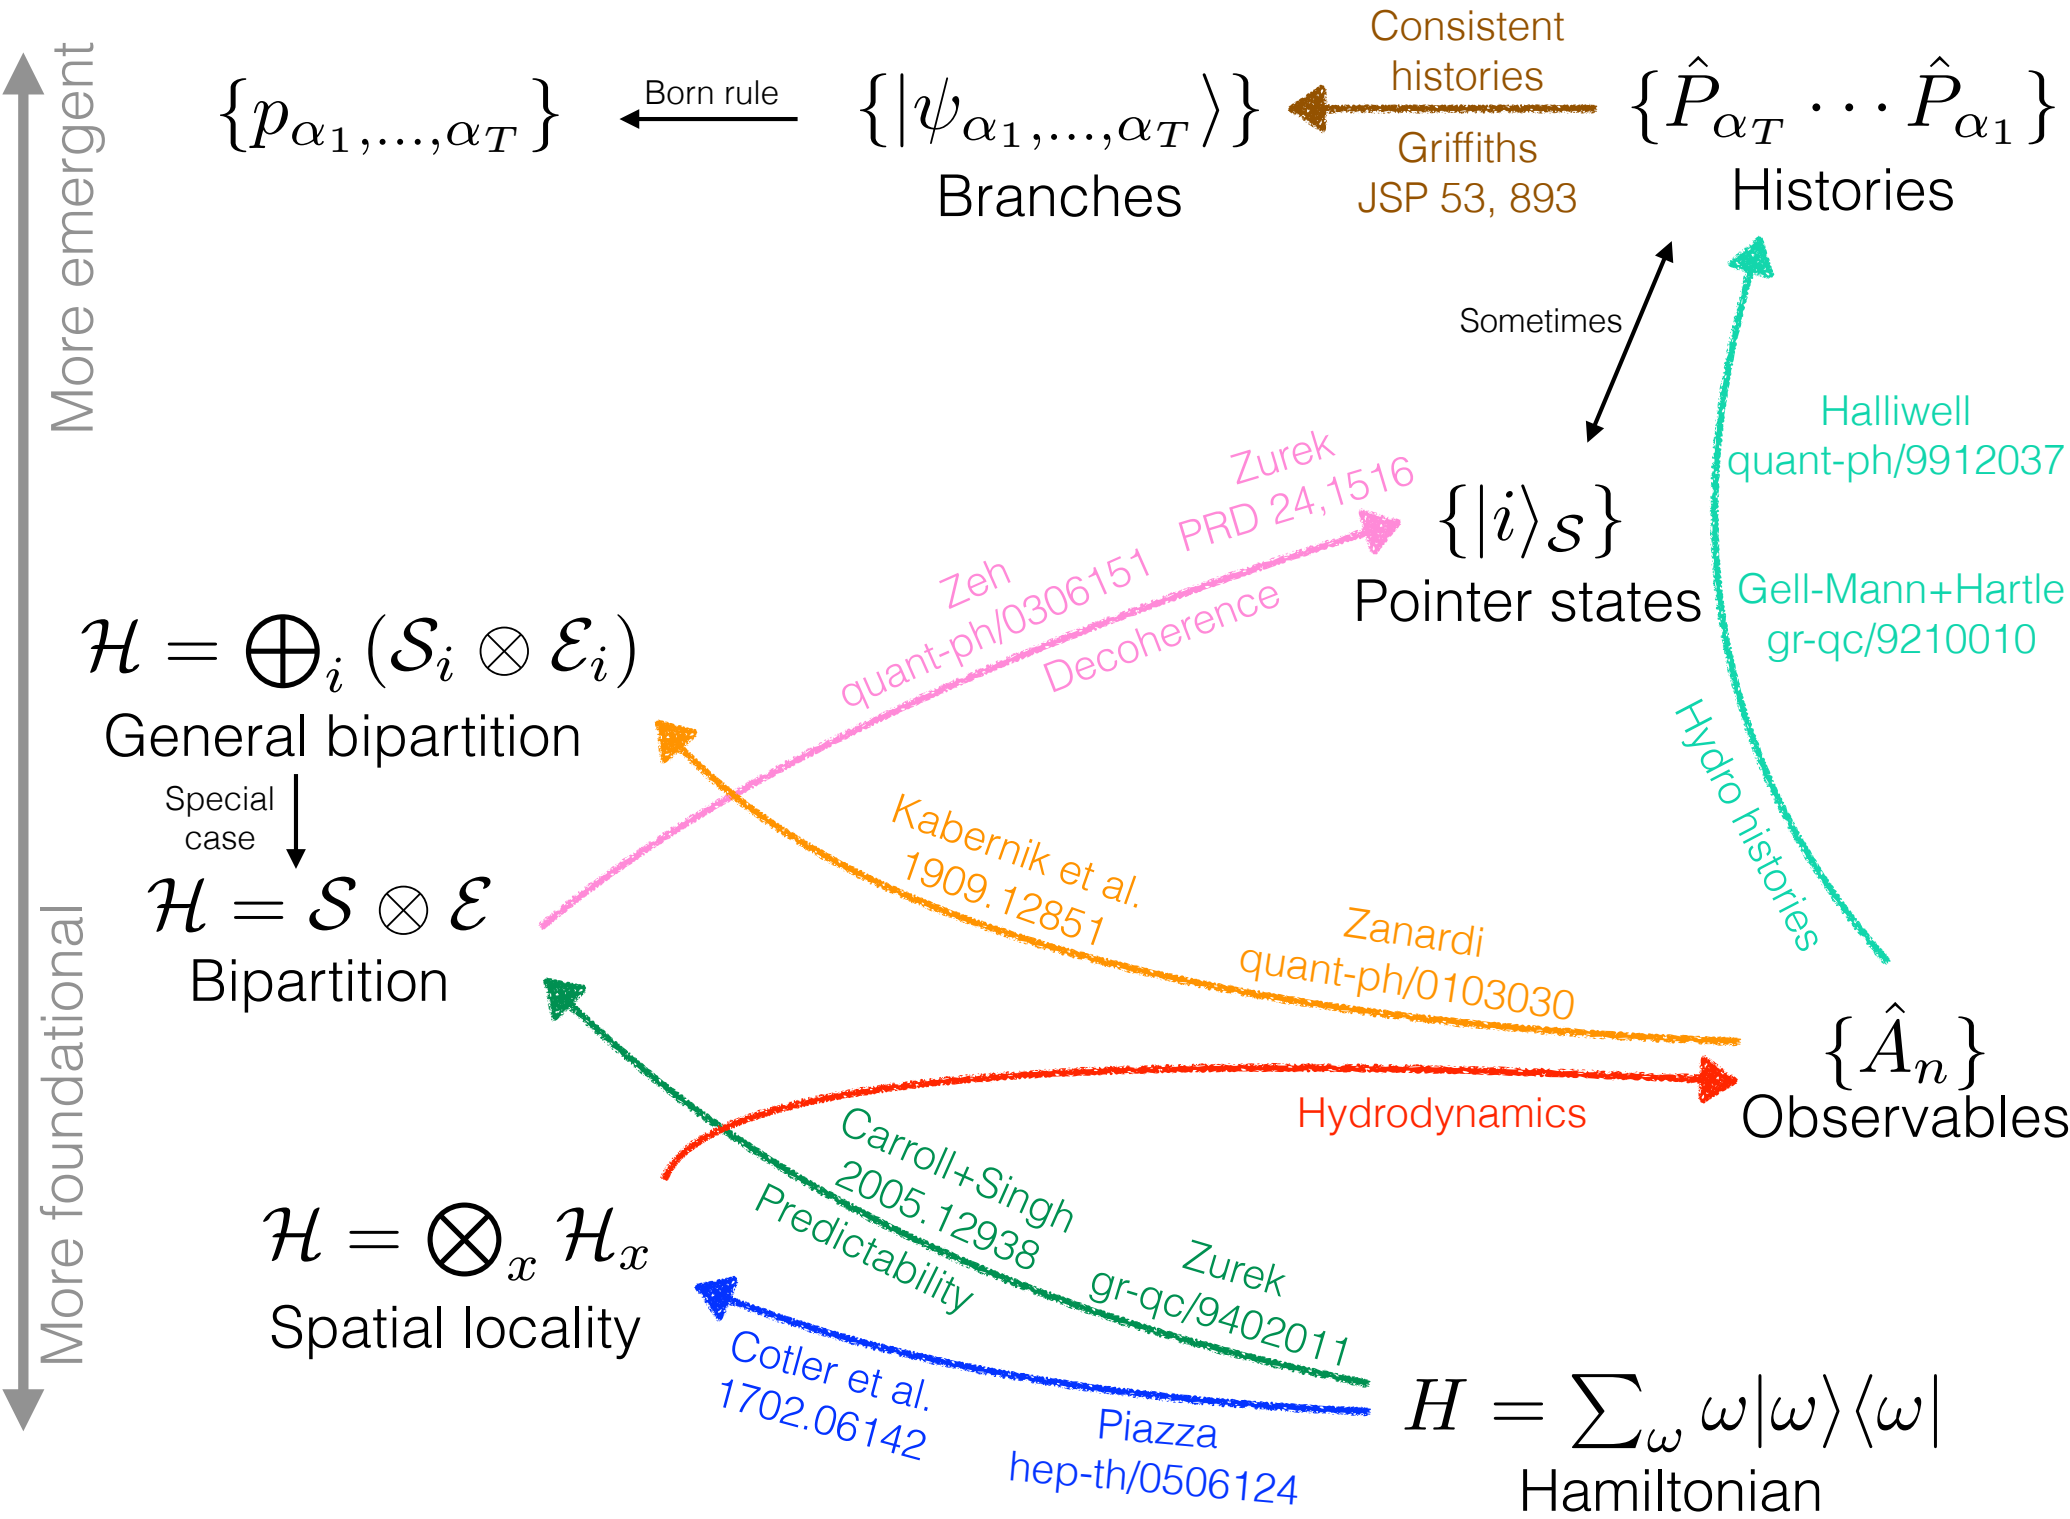 More emergent
More foundational
{p_{α_1,...,α_T}}
Born rule
{|ψ_{α_1,...,α_T}⟩}
Branches
Consistent
histories
Griffiths
JSP 53, 893
{P̂_{α_T} ··· P̂_{α_1}}
Histories
Sometimes
Halliwell
quant-ph/9912037
Gell-Mann+Hartle
gr-qc/9210010
Hydro histories
Zurek
PRD 24,1516
Zeh
quant-ph/0306151
Decoherence
{|i⟩_𝒮}
Pointer states
ℋ = ⨁_i (𝒮_i ⊗ ℰ_i)
General bipartition
Special
case
ℋ = 𝒮 ⊗ ℰ
Bipartition
Kabernik et al.
1909.12851
Zanardi
quant-ph/0103030
{Â_n}
Observables
Hydrodynamics
Carroll+Singh
2005.12938
Predictability
Zurek
gr-qc/9402011
ℋ = ⨂_x ℋ_x
Spatial locality
Cotler et al.
1702.06142
Piazza
hep-th/0506124
H = ∑_ω ω|ω⟩⟨ω|
Hamiltonian